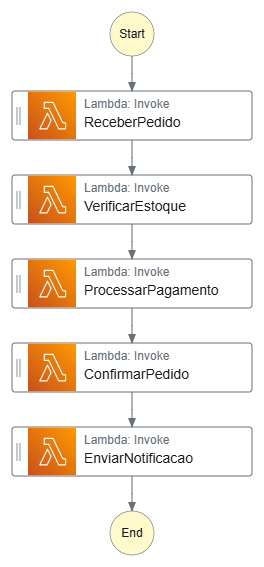 Start
Lambda: Invoke
ReceberPedido
Lambda: Invoke
VerificarEstoque
Lambda: Invoke
ProcessarPagamento
Lambda: Invoke
ConfirmarPedido
Lambda: Invoke
EnviarNotificacao
End